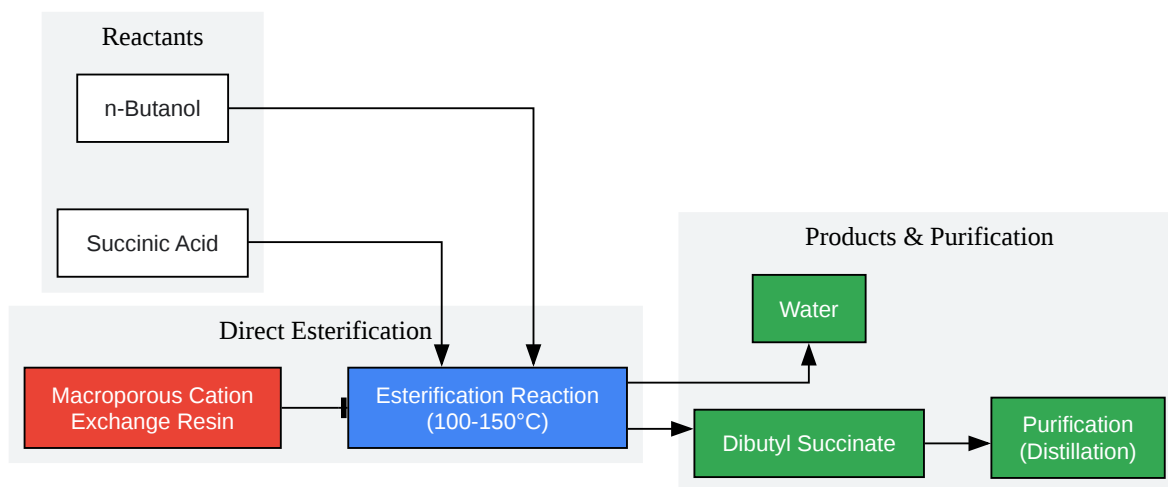 Reactants
n-Butanol
Succinic Acid
Direct Esterification
Macroporous Cation
Exchange Resin
Esterification Reaction
(100-150°C)
Products & Purification
Water
Dibutyl Succinate
Purification
(Distillation)